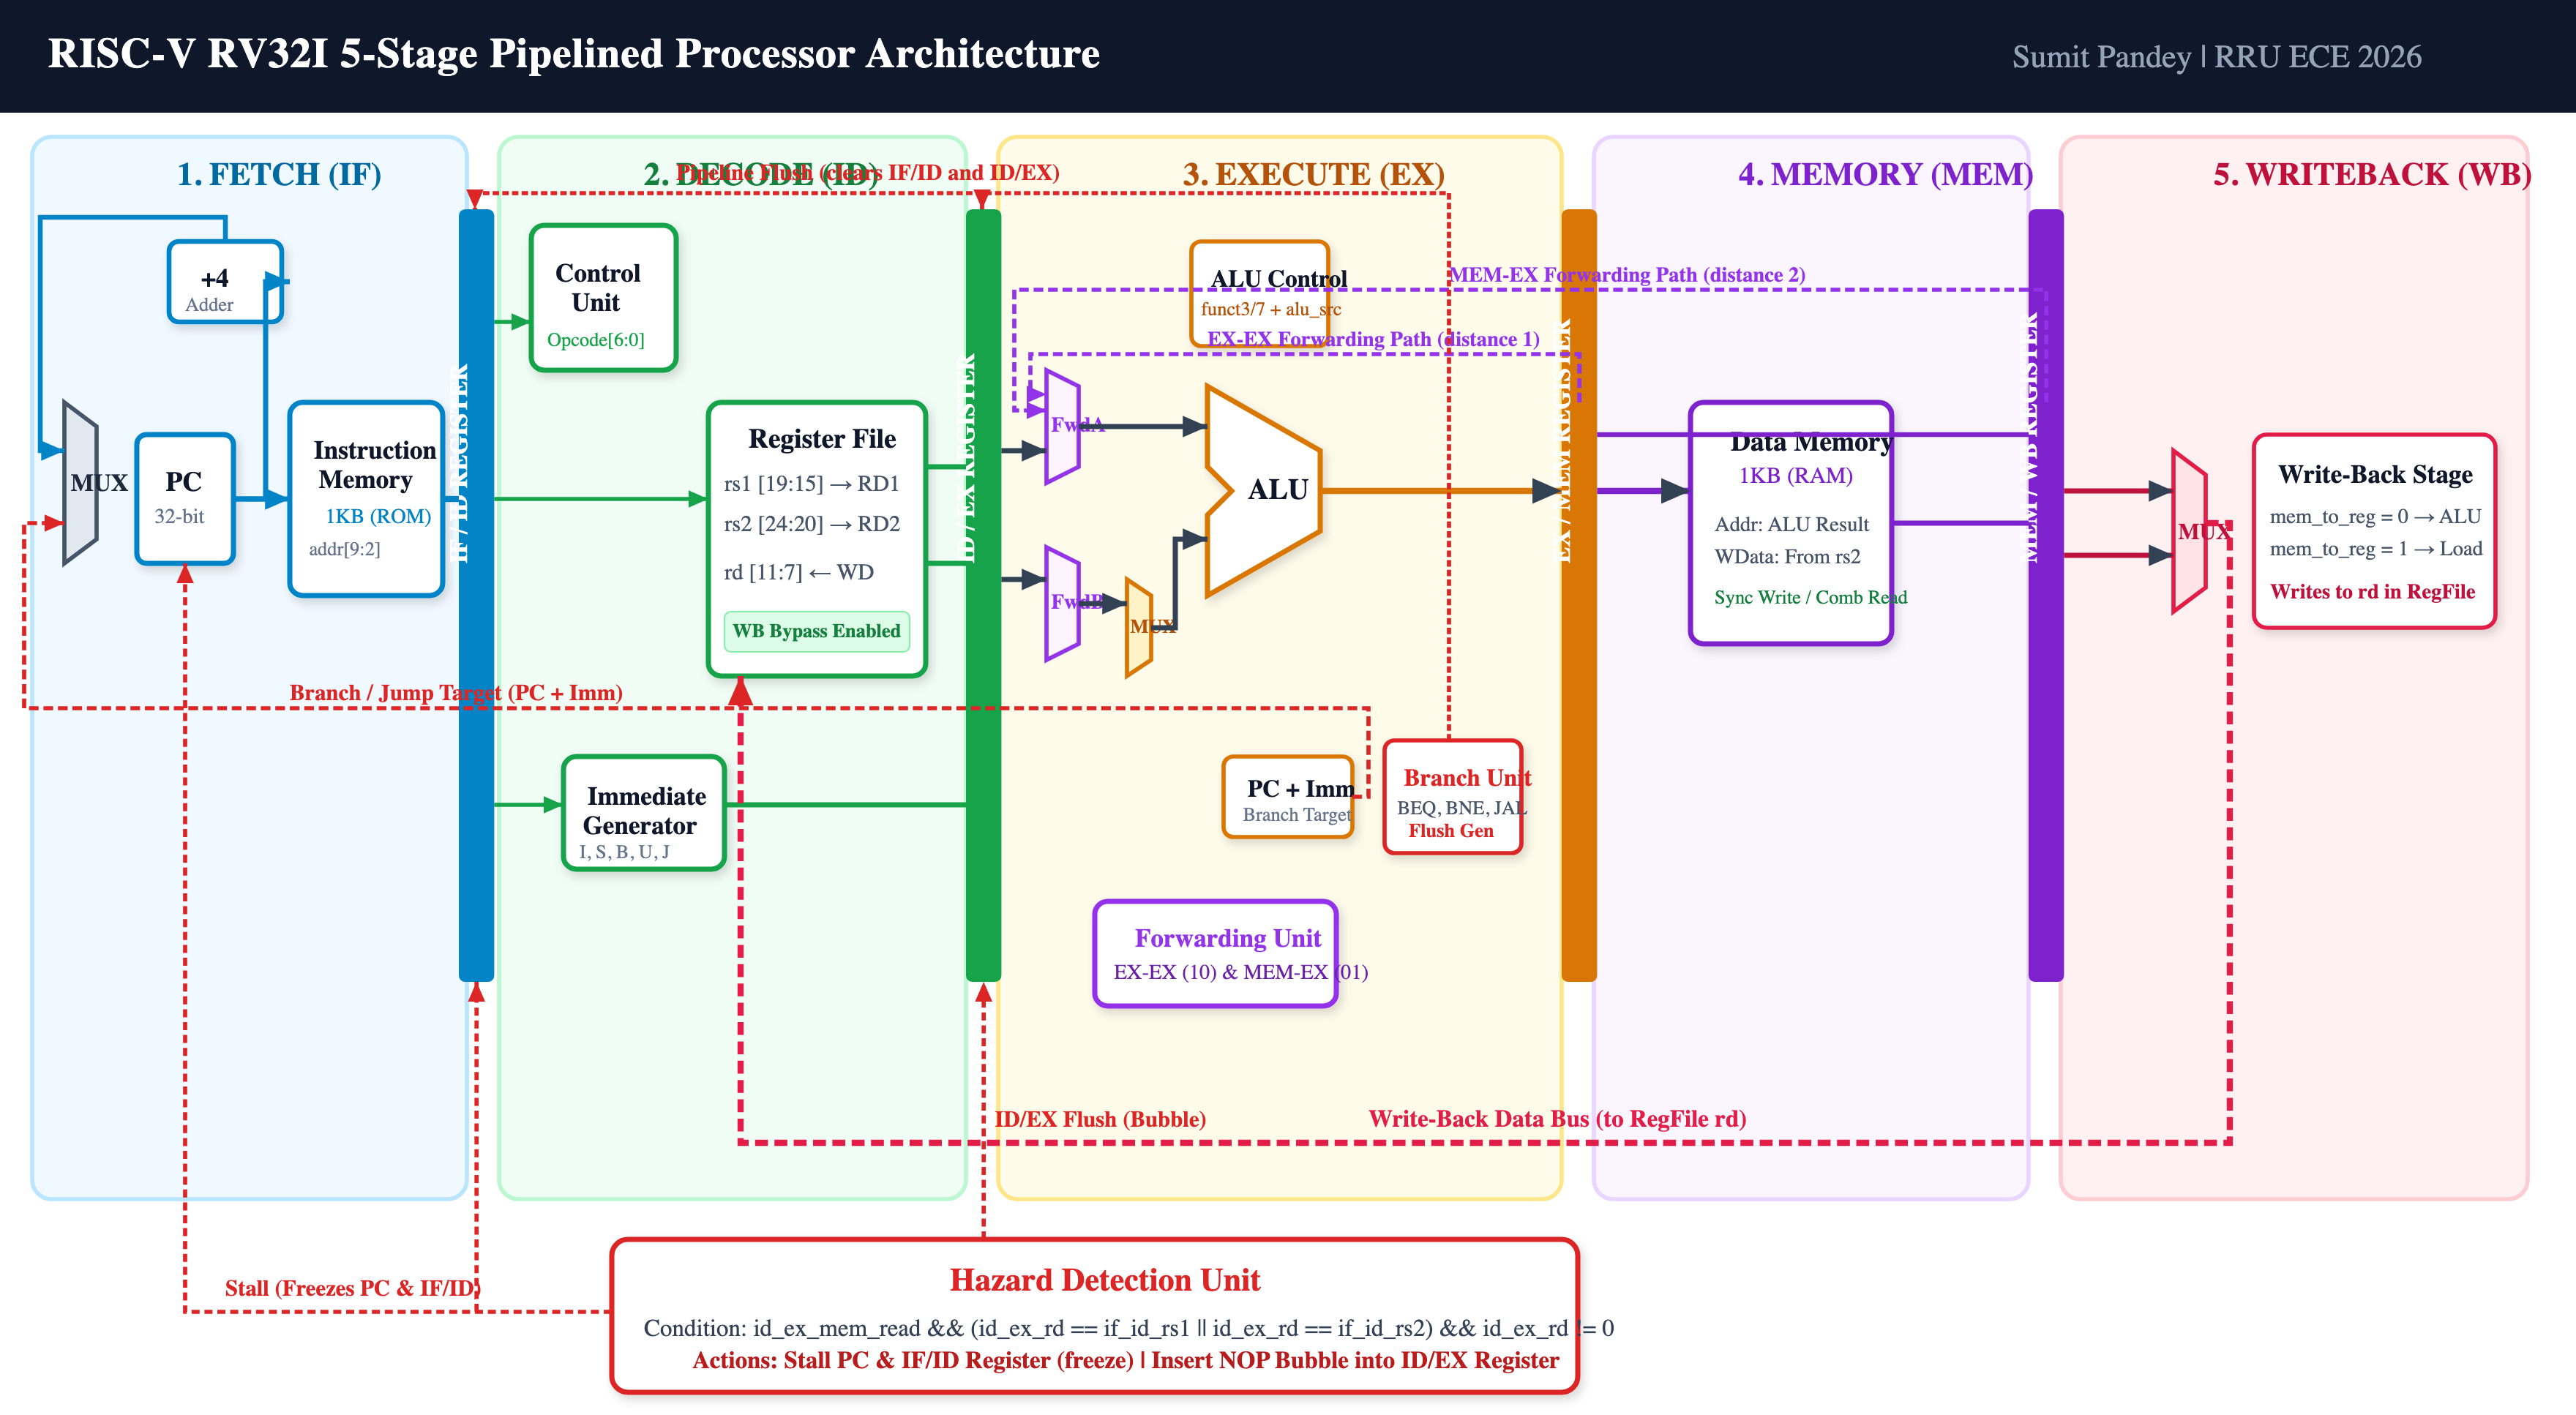 RISC-V RV32I 5-Stage Pipelined Processor Architecture
Sumit Pandey | RRU ECE 2026
1. FETCH (IF)
2. DECODE (ID)
Pipeline Flush (clears IF/ID and ID/EX)
3. EXECUTE (EX)
4. MEMORY (MEM)
5. WRITEBACK (WB)
+4
Adder
MUX
PC
32-bit
Instruction
Memory
1KB (ROM)
addr[9:2]
IF / ID REGISTER
Control
Unit
Opcode[6:0]
Register File
rs1 [19:15] → RD1
rs2 [24:20] → RD2
rd [11:7] ← WD
WB Bypass Enabled
Immediate
Generator
I, S, B, U, J
ID / EX REGISTER
ALU Control
funct3/7 + alu_src
MEM-EX Forwarding Path (distance 2)
EX-EX Forwarding Path (distance 1)
FwdA
FwdB
MUX
ALU
Branch / Jump Target (PC + Imm)
PC + Imm
Branch Target
Branch Unit
BEQ, BNE, JAL
Flush Gen
Forwarding Unit
EX-EX (10) & MEM-EX (01)
EX / MEM REGISTER
Data Memory
1KB (RAM)
Addr: ALU Result
WData: From rs2
Sync Write / Comb Read
MEM / WB REGISTER
MUX
Write-Back Stage
mem_to_reg = 0 → ALU
mem_to_reg = 1 → Load
Writes to rd in RegFile
ID/EX Flush (Bubble)
Write-Back Data Bus (to RegFile rd)
Stall (Freezes PC & IF/ID)
Hazard Detection Unit
Condition: id_ex_mem_read && (id_ex_rd == if_id_rs1 || id_ex_rd == if_id_rs2) && id_ex_rd != 0
Actions: Stall PC & IF/ID Register (freeze) | Insert NOP Bubble into ID/EX Register